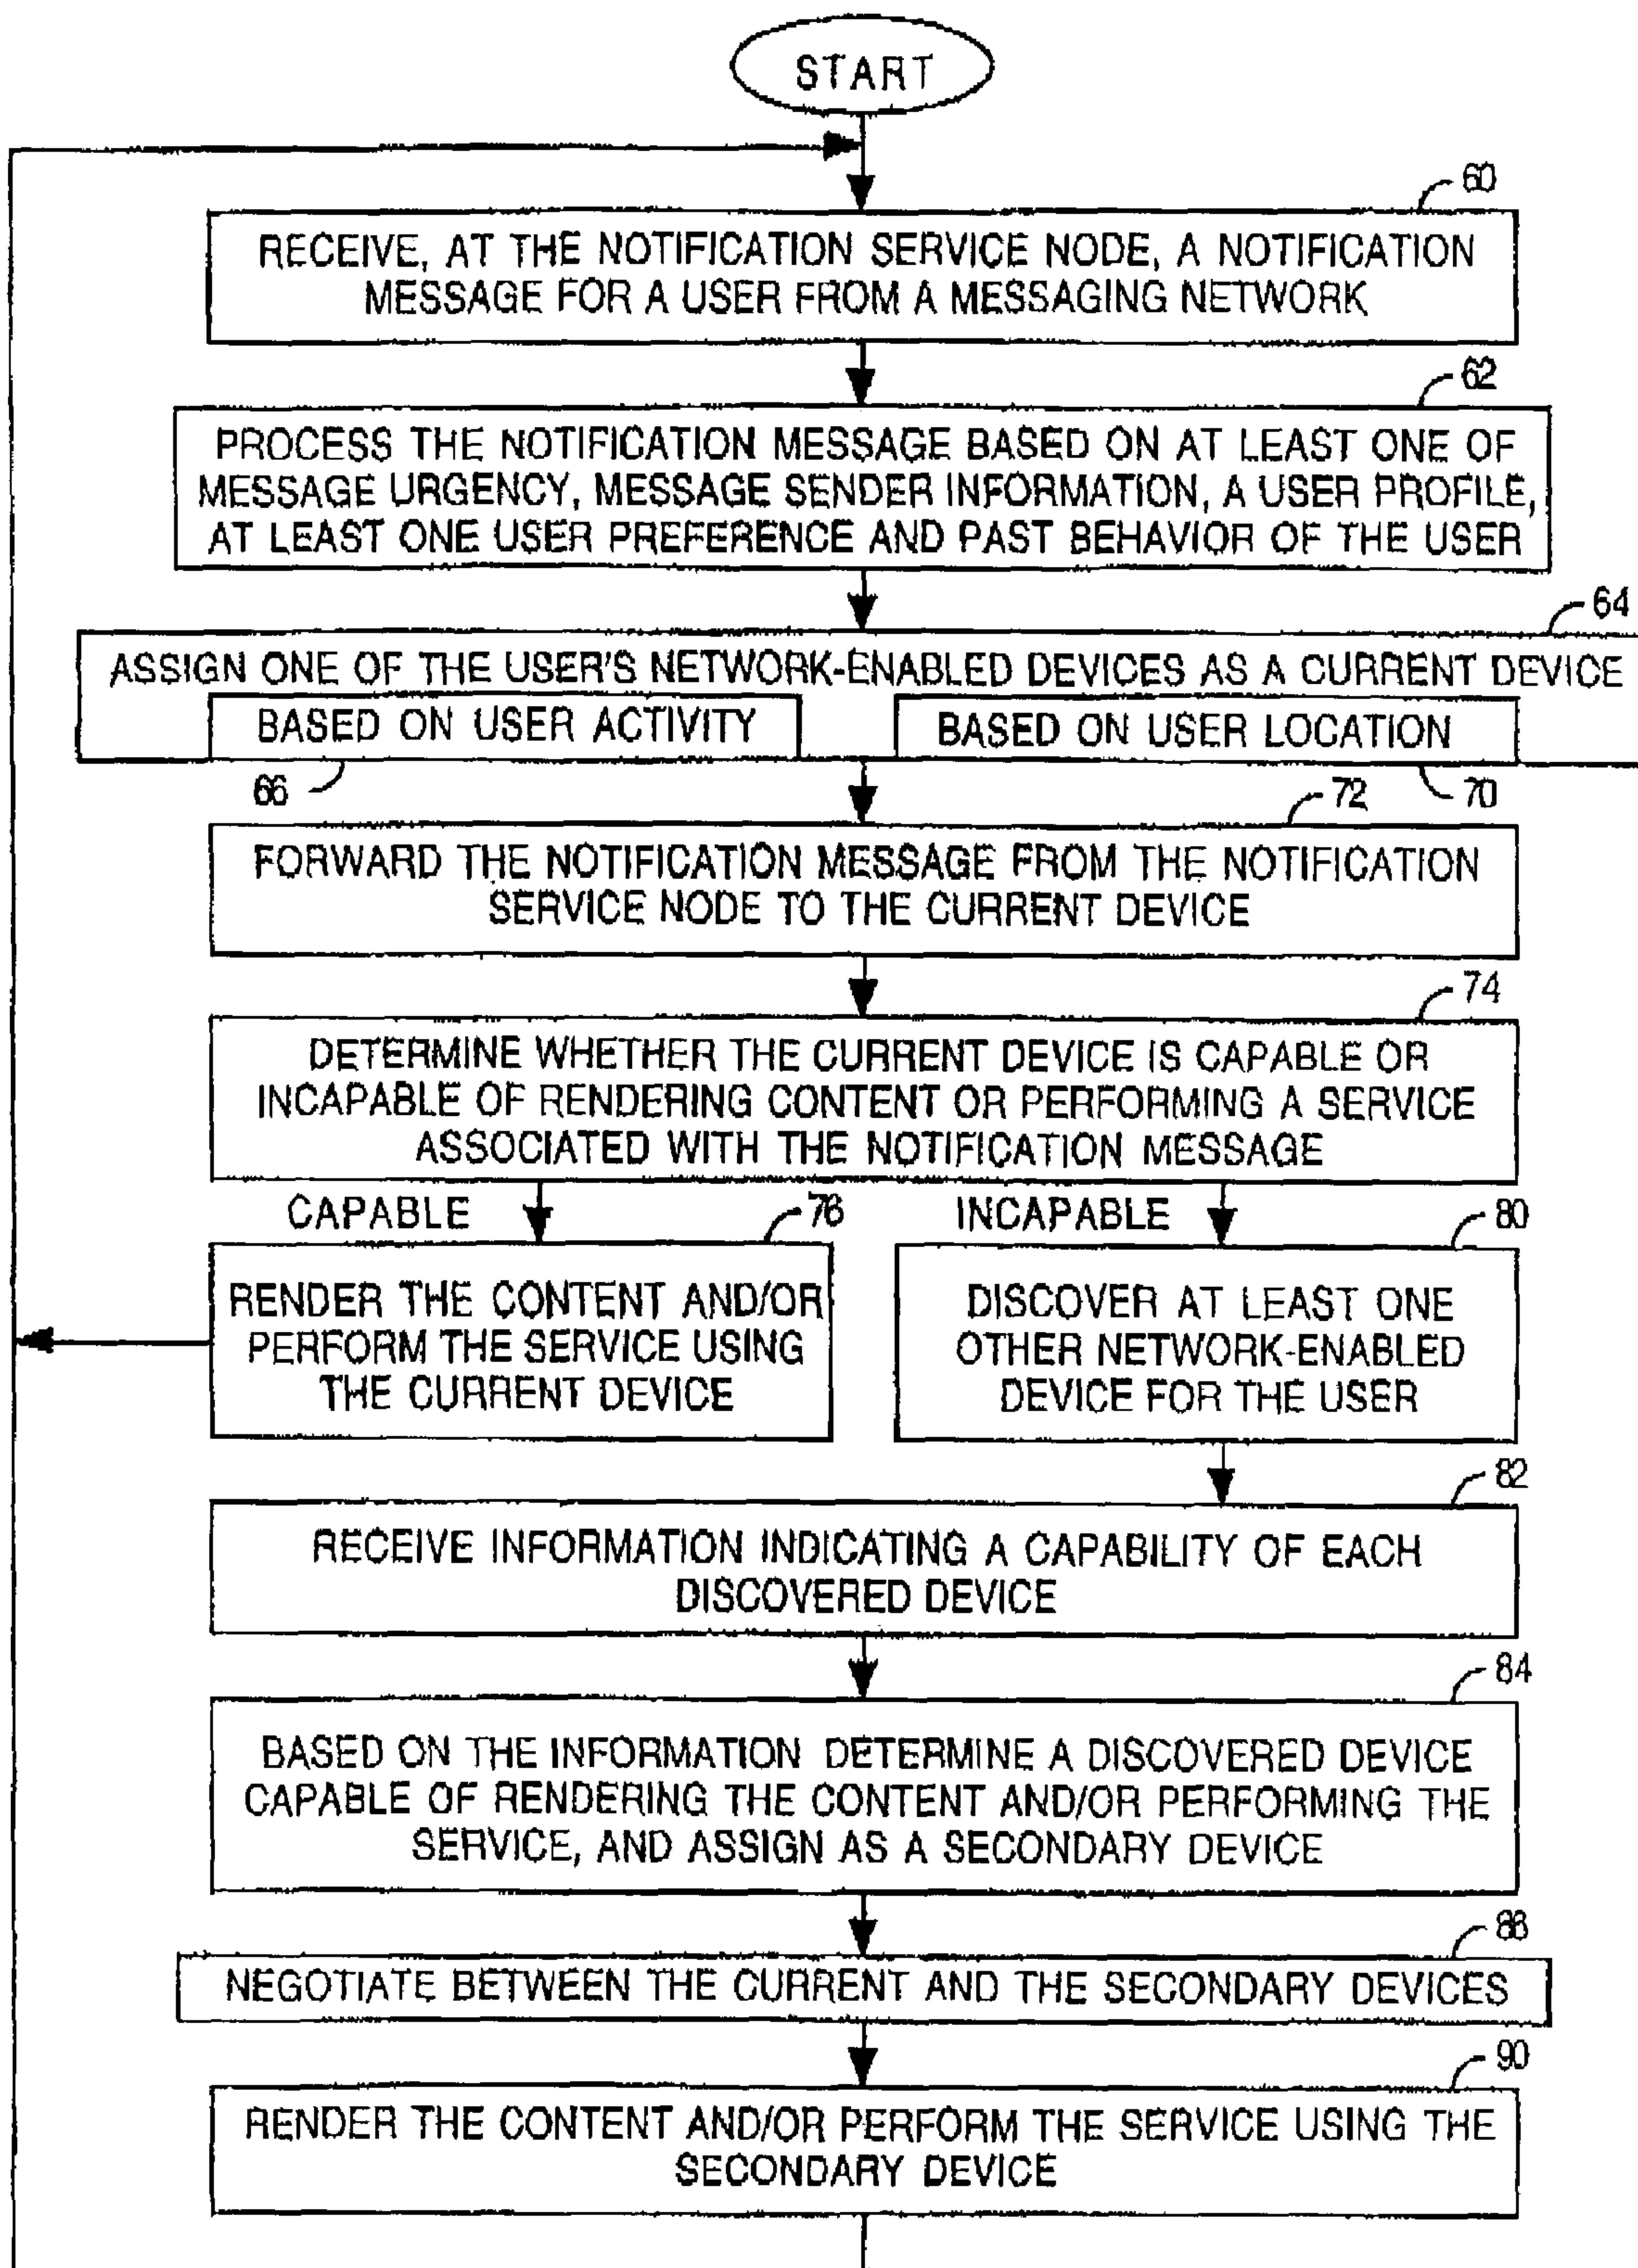 START
60
RECEIVE, AT THE NOTIFICATION SERVICE NODE, A NOTIFICATION
MESSAGE FOR A USER FROM A MESSAGING NETWORK
62
PROCESS THE NOTIFICATION MESSAGE BASED ON AT LEAST ONE OF
MESSAGE URGENCY, MESSAGE SENDER INFORMATION, A USER PROFILE,
AT LEAST ONE USER PREFERENCE AND PAST BEHAVIOR OF THE USER
64
ASSIGN ONE OF THE USER'S NETWORK-ENABLED DEVICES AS A CURRENT DEVICE
BASED ON USER ACTIVITY
BASED ON USER LOCATION
66
70
72
FORWARD THE NOTIFICATION MESSAGE FROM THE NOTIFICATION
SERVICE NODE TO THE CURRENT DEVICE
74
DETERMINE WHETHER THE CURRENT DEVICE IS CAPABLE OR
INCAPABLE OF RENDERING CONTENT OR PERFORMING A SERVICE
ASSOCIATED WITH THE NOTIFICATION MESSAGE
CAPABLE
76
INCAPABLE
80
RENDER THE CONTENT AND/OR
PERFORM THE SERVICE USING
THE CURRENT DEVICE
DISCOVER AT LEAST ONE
OTHER NETWORK-ENABLED
DEVICE FOR THE USER
82
RECEIVE INFORMATION INDICATING A CAPABILITY OF EACH
DISCOVERED DEVICE
84
BASED ON THE INFORMATION DETERMINE A DISCOVERED DEVICE
CAPABLE OF RENDERING THE CONTENT AND/OR PERFORMING THE
SERVICE, AND ASSIGN AS A SECONDARY DEVICE
86
NEGOTIATE BETWEEN THE CURRENT AND THE SECONDARY DEVICES
90
RENDER THE CONTENT AND/OR PERFORM THE SERVICE USING THE
SECONDARY DEVICE